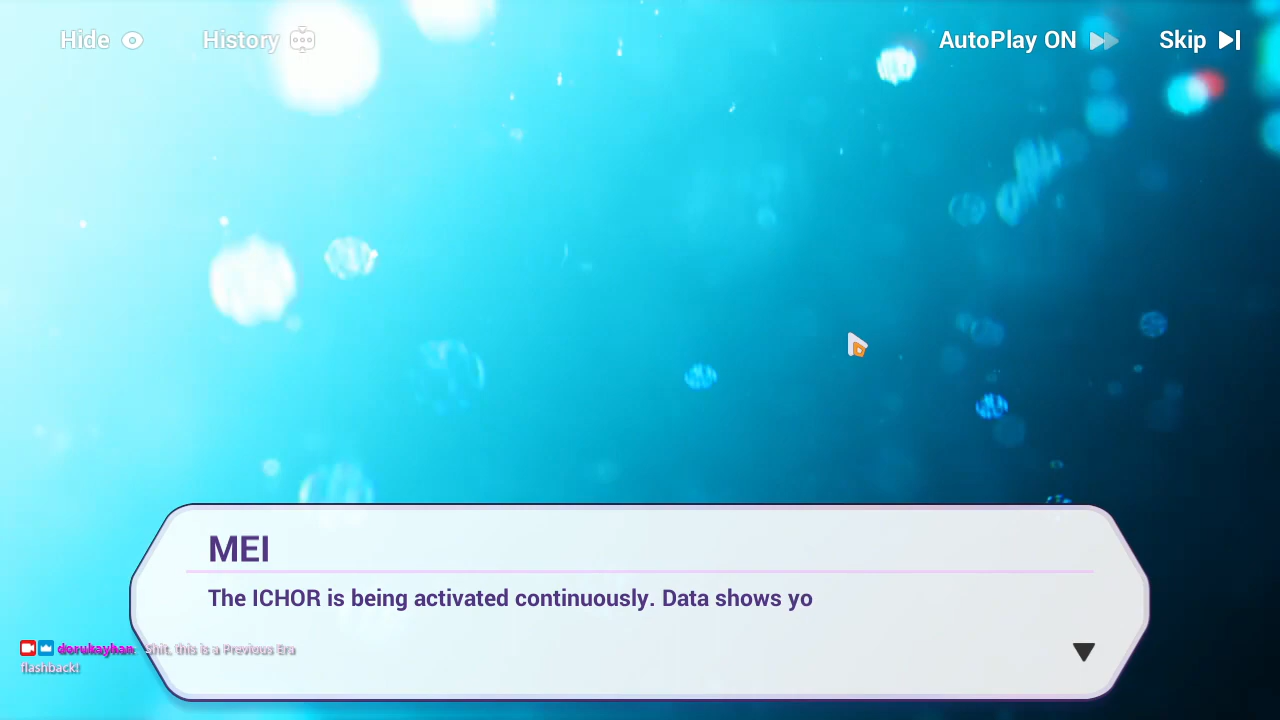 Hide
History
AutoPlay ON
Skip
MEI
The ICHOR is being activated continuously. Data shows yo
dorukayhan Shit, this is a Previous Era
flashback!